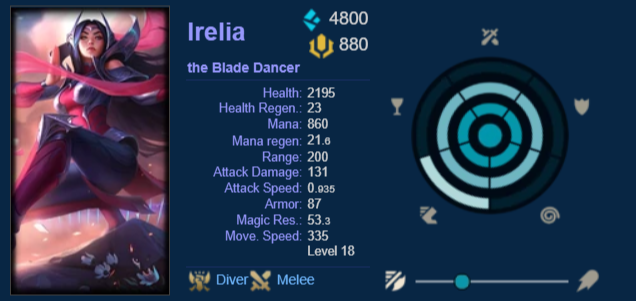 Irelia
4800
880
the Blade Dancer
Health: 2195
Health Regen.: 23
Mana: 860
Mana regen: 21.6
Range: 200
Attack Damage: 131
Attack Speed: 0.935
Armor: 87
Magic Res.: 53.3
Move. Speed: 335
Level 18
Diver Melee